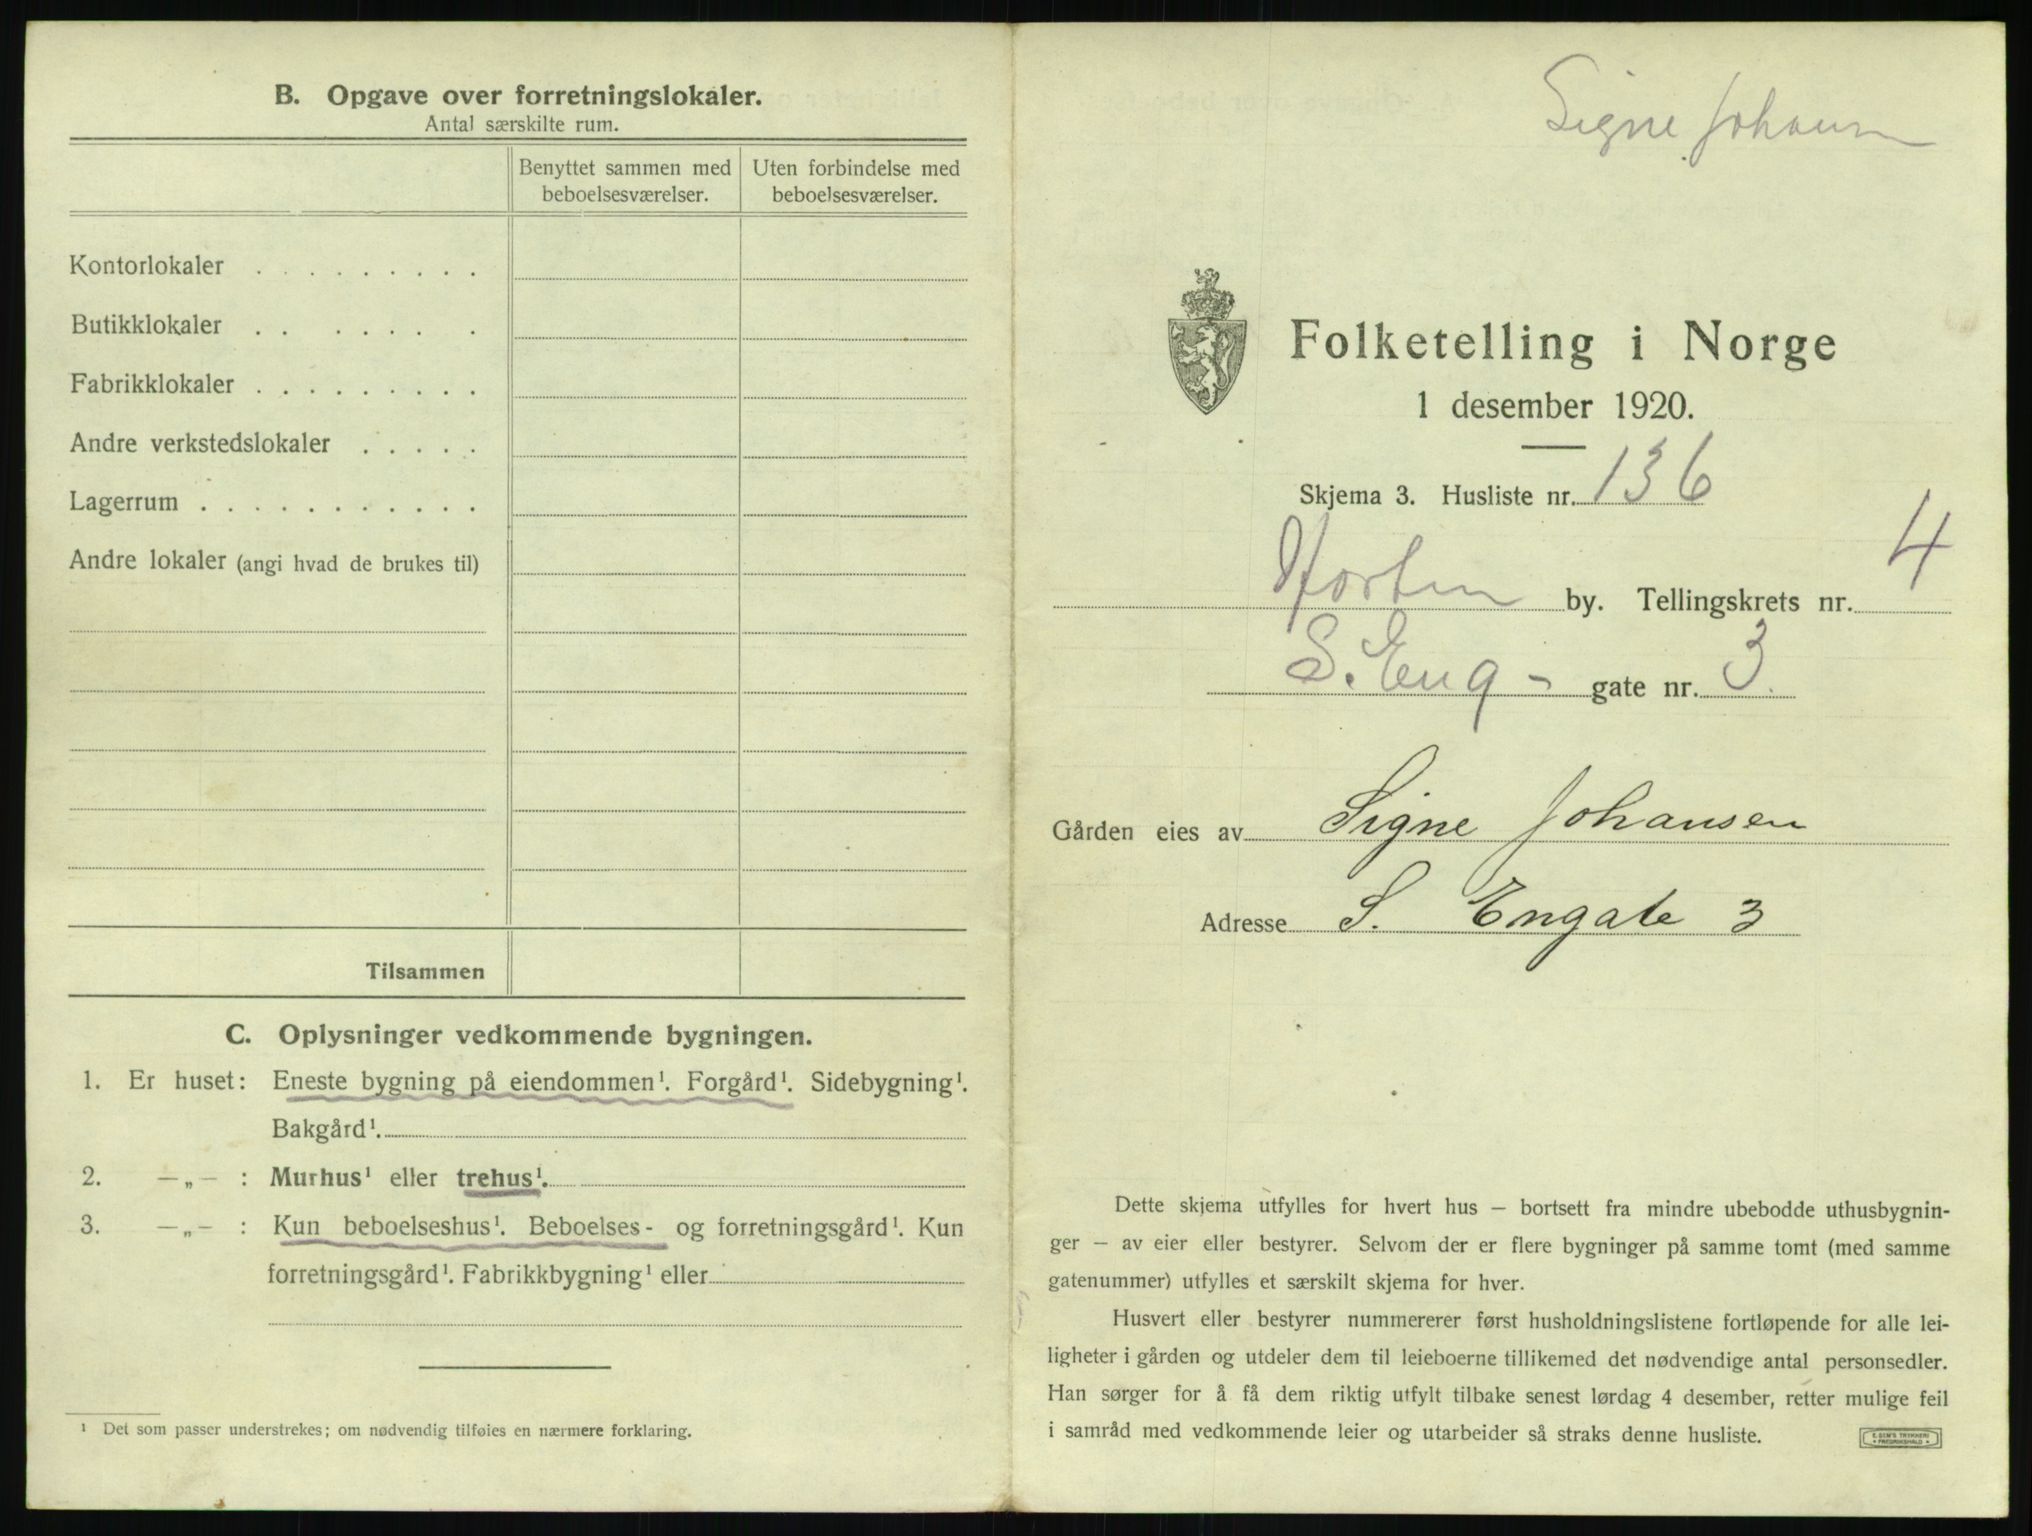 B. Opgave over forretningslokaler.
Antal særskilte rum.
Benyttet sammen med beboelsesværelser.
Uten forbindelse med beboelsesværelser.
Kontorlokaler . . . . . . . . .
Butikklokaler . . . . . . .
Fabrikklokaler . . . . . . . . .
Andre verkstedslokaler . . . . .
Lagerrum . . . . . . . . . . .
Andre lokaler (angi hvad de brukes til)
Tilsammen
C. Oplysninger vedkommende bygningen.
1. Er huset: Eneste bygning på eiendommen¹. Forgård¹. Sidebygning¹.
Bakgård¹.
2. —„— : Murhus¹ eller trehus¹.
3. —„— : Kun beboelseshus¹. Beboelses- og forretningsgård¹. Kun
forretningsgård¹. Fabrikkbygning¹ eller
¹ Det som passer understrekes; om nødvendig tilføies en nærmere forklaring.
Signe Johansen
Folketelling i Norge
1 desember 1920.
Skjema 3. Husliste nr. 136
Horten by. Tellingskrets nr. 4
S. Eng - gate nr. 3
Gården eies av Signe Johansen
Adresse S. Engate 3
Dette skjema utfylles for hvert hus – bortsett fra mindre ubebodde uthusbygnin-
ger – av eier eller bestyrer. Selvom der er flere bygninger på samme tomt (med samme
gatenummer) utfylles et særskilt skjema for hver.
Husvert eller bestyrer nummererer først husholdningslistene fortløpende for alle lei-
ligheter i gården og utdeler dem til leieboerne tillikemed det nødvendige antal personsedler.
Han sørger for å få dem riktig utfylt tilbake senest lørdag 4 desember, retter mulige feil
i samråd med vedkommende leier og utarbeider så straks denne husliste.
E. SEM'S TRYKKERI
FREDRIKSHALD